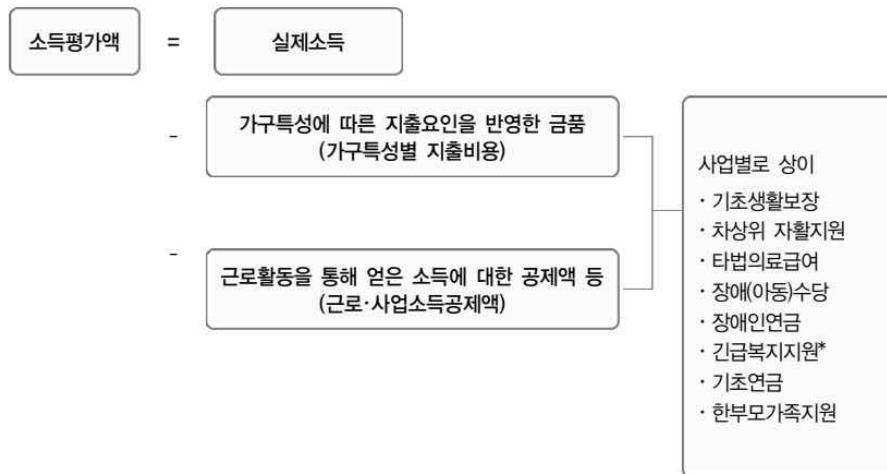 소득평가액 = 실제소득
- 가구특성에 따른 지출요인을 반영한 금품
(가구특성별 지출비용)
- 근로활동을 통해 얻은 소득에 대한 공제액 등
(근로·사업소득공제액)
사업별로 상이
· 기초생활보장
· 차상위 자활지원
· 타법의료급여
· 장애(아동)수당
· 장애인연금
· 긴급복지지원*
· 기초연금
· 한부모가족지원